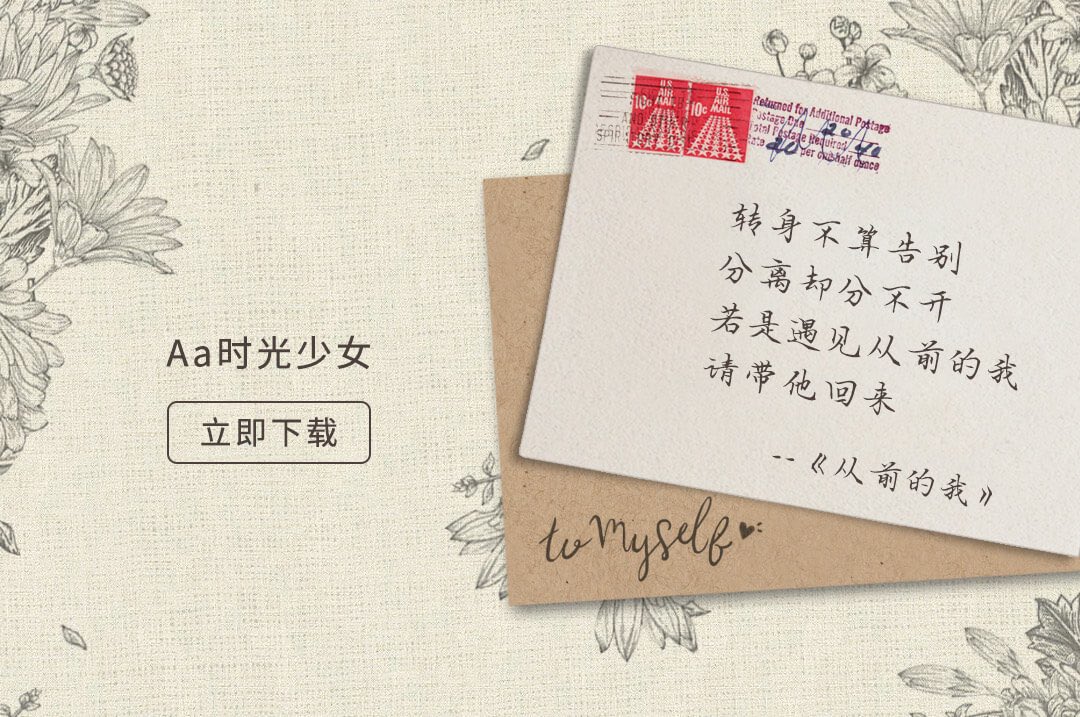 Aa时光少女
立即下载
U.S.
AIR
MAIL
10c
U.S.
AIR
MAIL
10c
Returned for Additional Postage
Postage Due
Total Postage Required
per one half ounce
转身不算告别
分离却分不开
若是遇见从前的我
请带他回来
--《从前的我》
to Myself